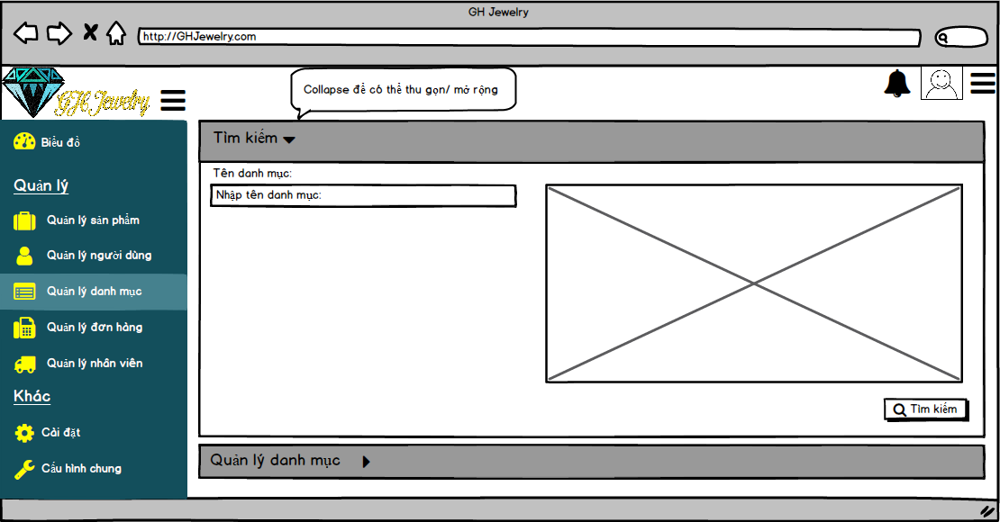 GH Jewelry
http://GHJewelry.com
GH Jewelry
Collapse để có thể thu gọn/ mở rộng
Biểu đồ
Quản lý
Quản lý sản phẩm
Quản lý người dùng
Quản lý danh mục
Quản lý đơn hàng
Quản lý nhân viên
Khác
Cài đặt
Cấu hình chung
Tìm kiếm
Tên danh mục:
Nhập tên danh mục:
Tìm kiếm
Quản lý danh mục